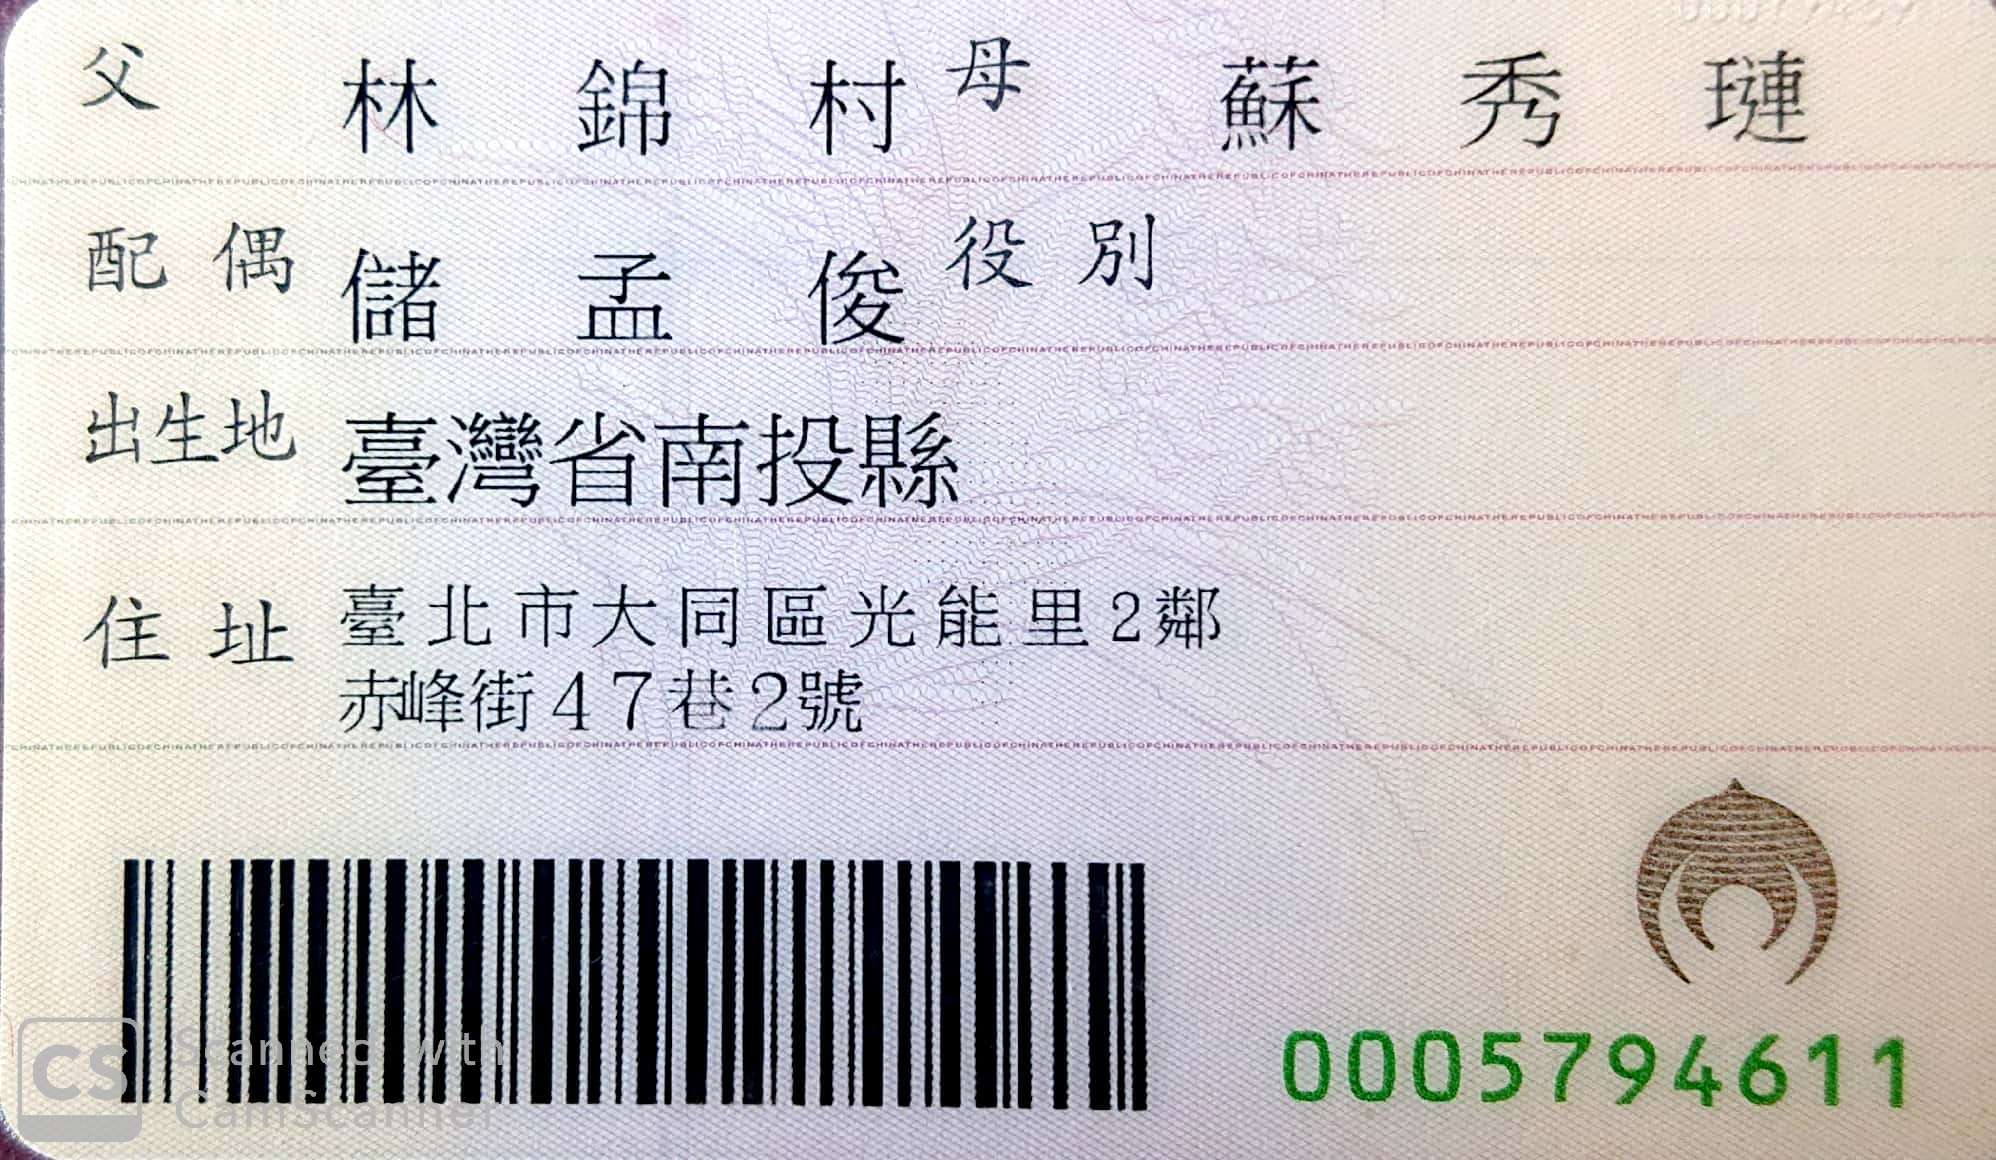 父 林錦村 母 蘇秀璉
配偶 儲孟俊 役別
出生地 臺灣省南投縣
住址 臺北市大同區光能里2鄰
赤峰街47巷2號
0005794611
CS Scanned with
CamScanner